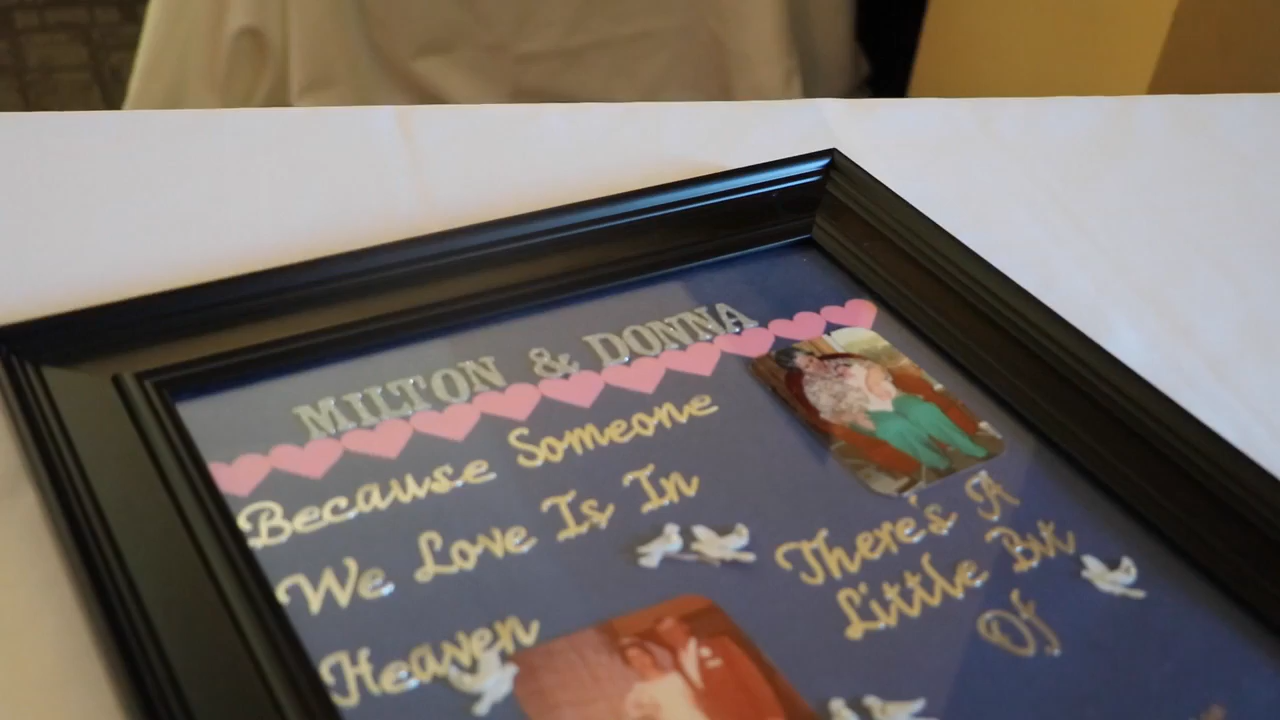 MILTON & DONNA
Because Someone
We Love Is In
Heaven
There's A
Little Bit
Of